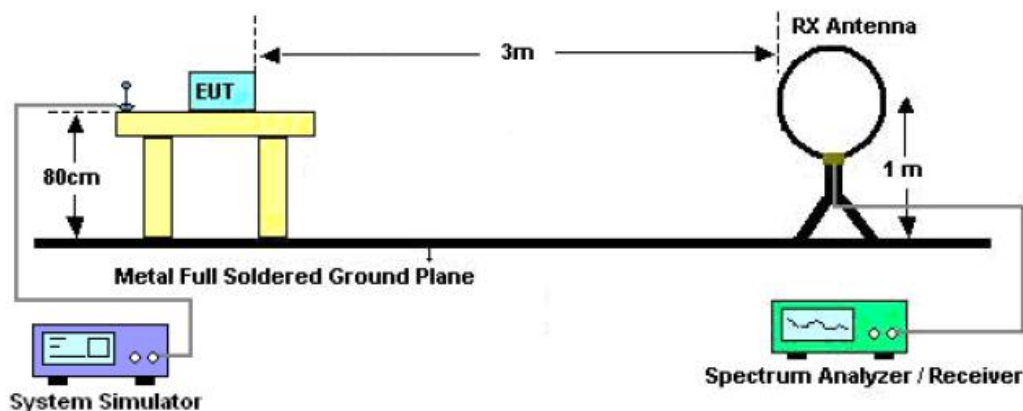 RX Antenna
3m
EUT
80cm
1 m
Metal Full Soldered Ground Plane
System Simulator
Spectrum Analyzer / Receiver